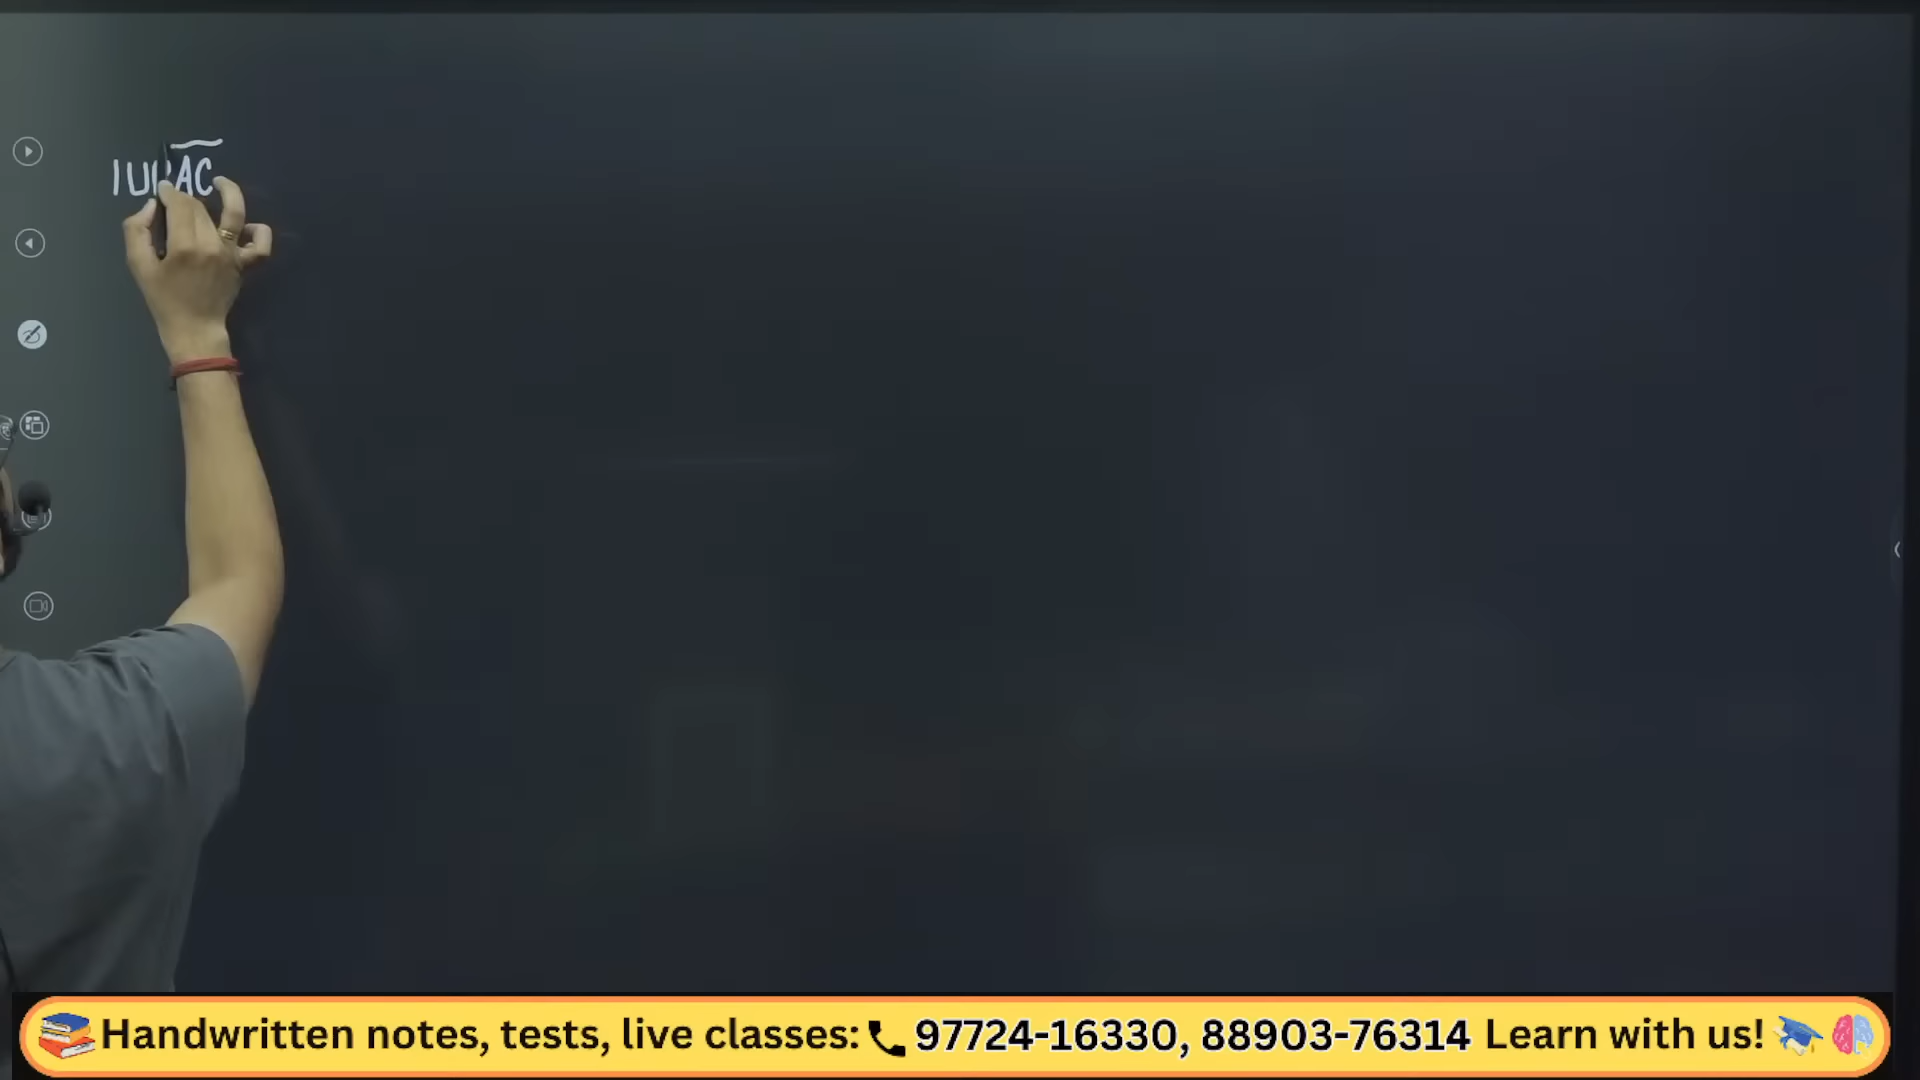 IUPAC
Handwritten notes, tests, live classes: 97724-16330, 88903-76314 Learn with us!